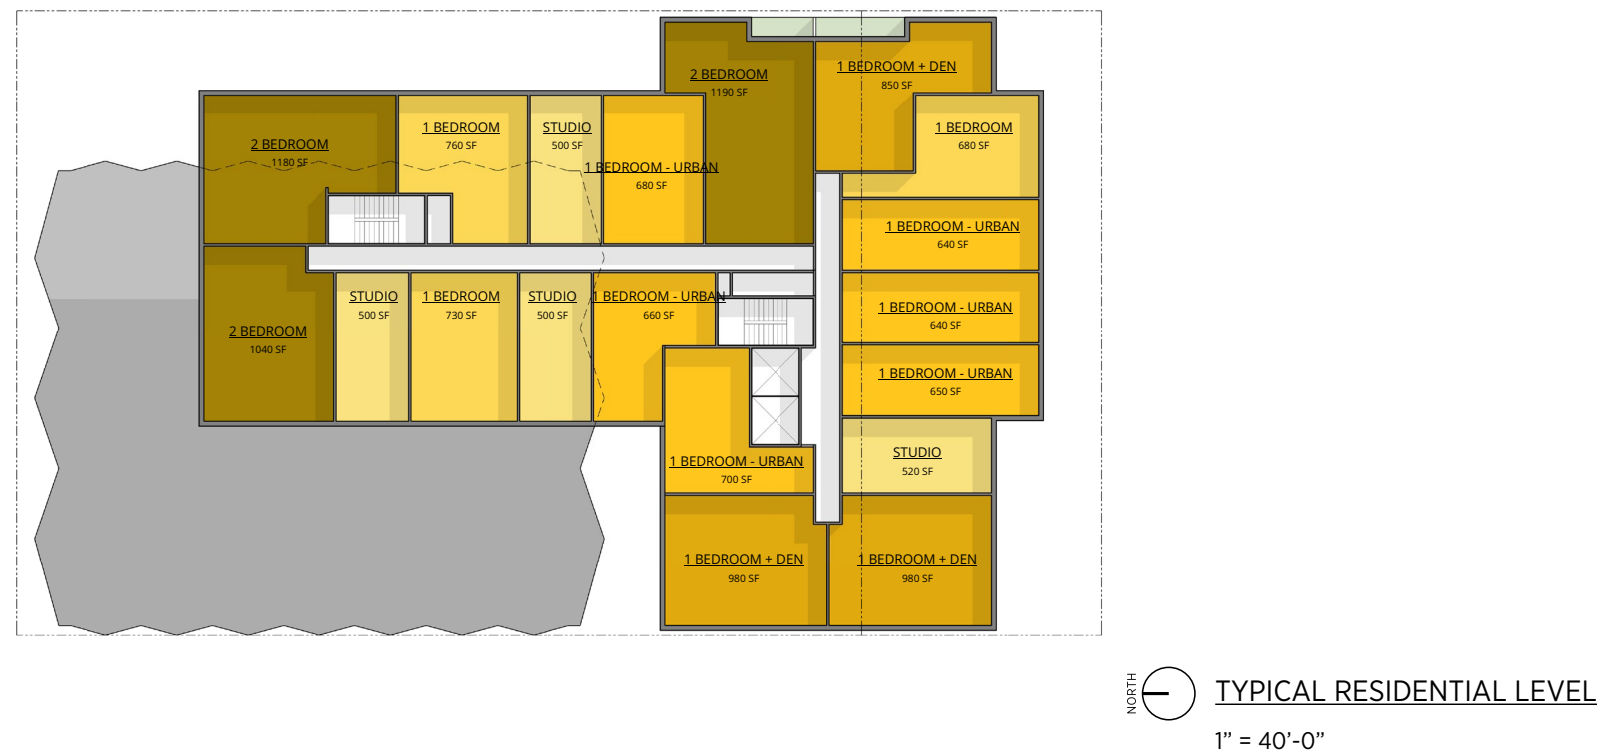 2 BEDROOM
1190 SF
1 BEDROOM + DEN
850 SF
2 BEDROOM
1180 SF
1 BEDROOM
760 SF
STUDIO
500 SF
1 BEDROOM - URBAN
680 SF
1 BEDROOM
680 SF
1 BEDROOM - URBAN
640 SF
2 BEDROOM
1040 SF
STUDIO
500 SF
1 BEDROOM
730 SF
STUDIO
500 SF
1 BEDROOM - URBAN
660 SF
1 BEDROOM - URBAN
640 SF
1 BEDROOM - URBAN
650 SF
1 BEDROOM - URBAN
700 SF
STUDIO
520 SF
1 BEDROOM + DEN
980 SF
1 BEDROOM + DEN
980 SF
NORTH
TYPICAL RESIDENTIAL LEVEL
1” = 40’-0”